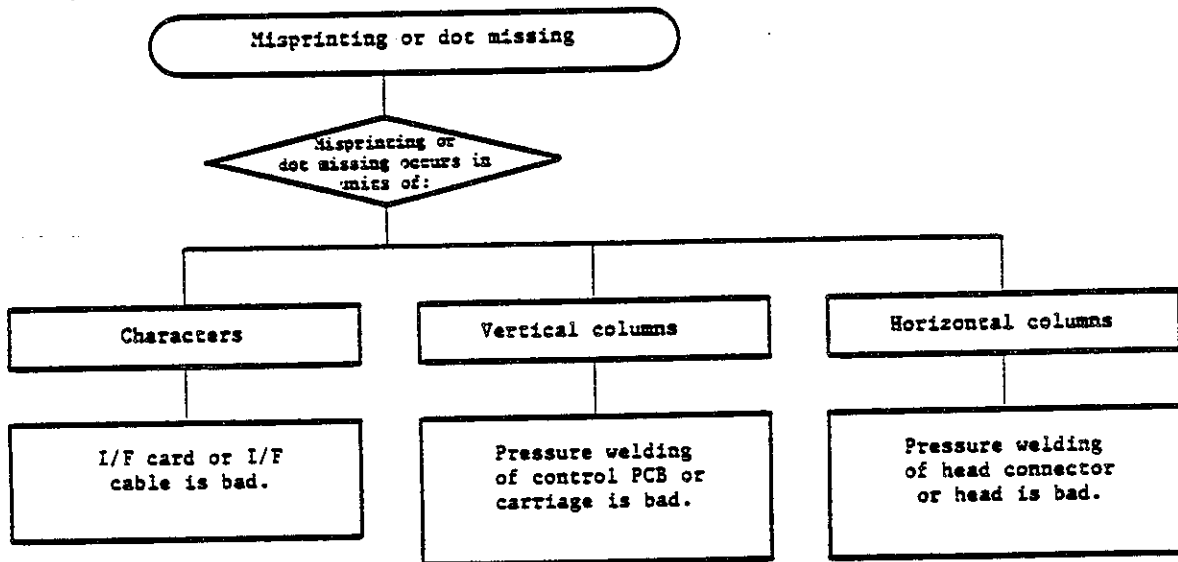 Misprinting or dot missing
Misprinting or
dot missing occurs in
units of:
Characters
Vertical columns
Horizontal columns
I/F card or I/F
cable is bad.
Pressure welding
of control PCB or
carriage is bad.
Pressure welding
of head connector
or head is bad.